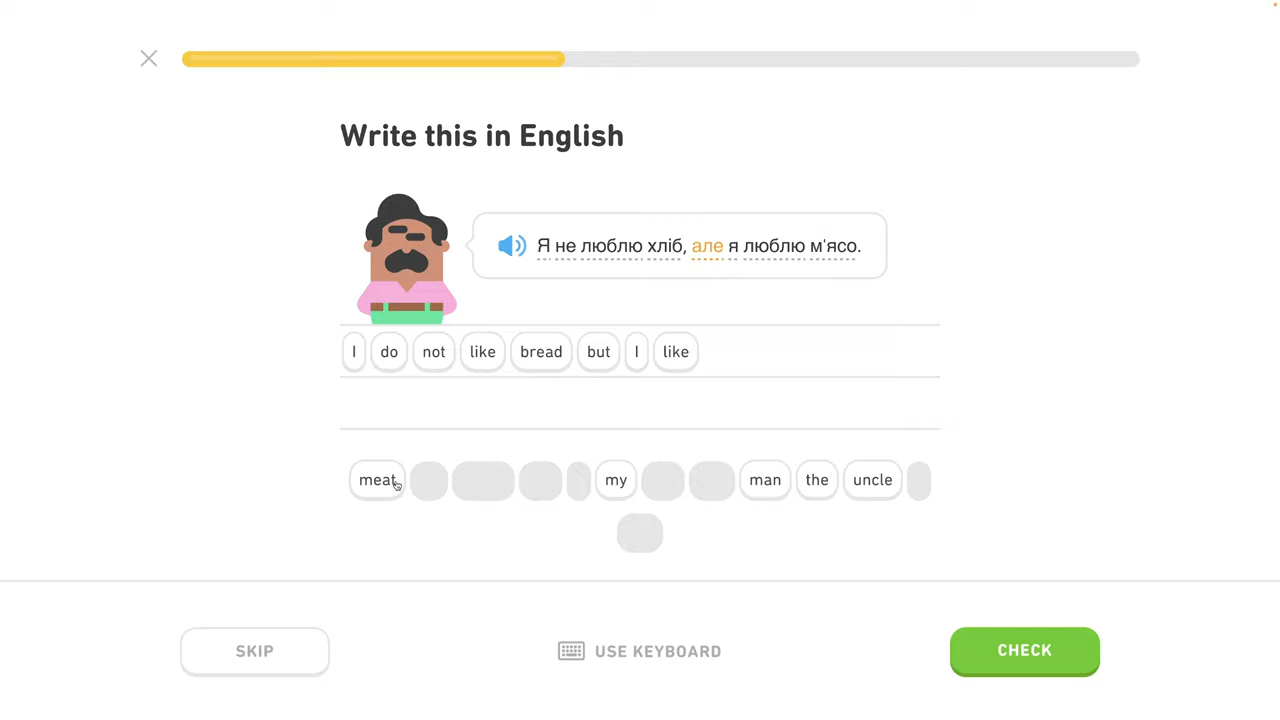 Write this in English
Я не люблю хліб, але я люблю м'ясо.
I do not like bread but I like
meat my man the uncle
SKIP USE KEYBOARD CHECK